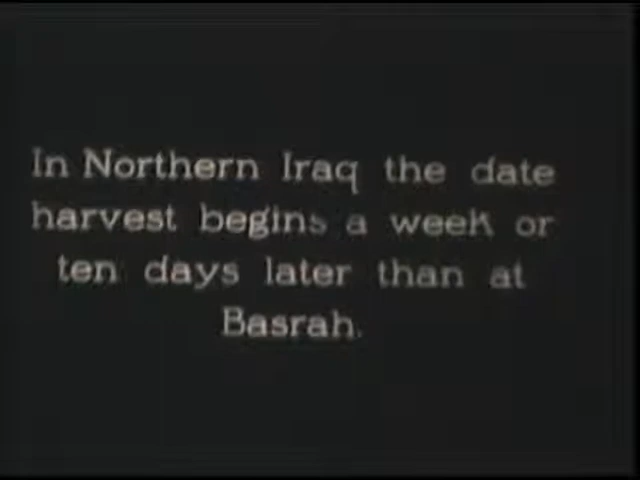 In Northern Iraq the date
harvest begins a week or
ten days later than at
Basrah.